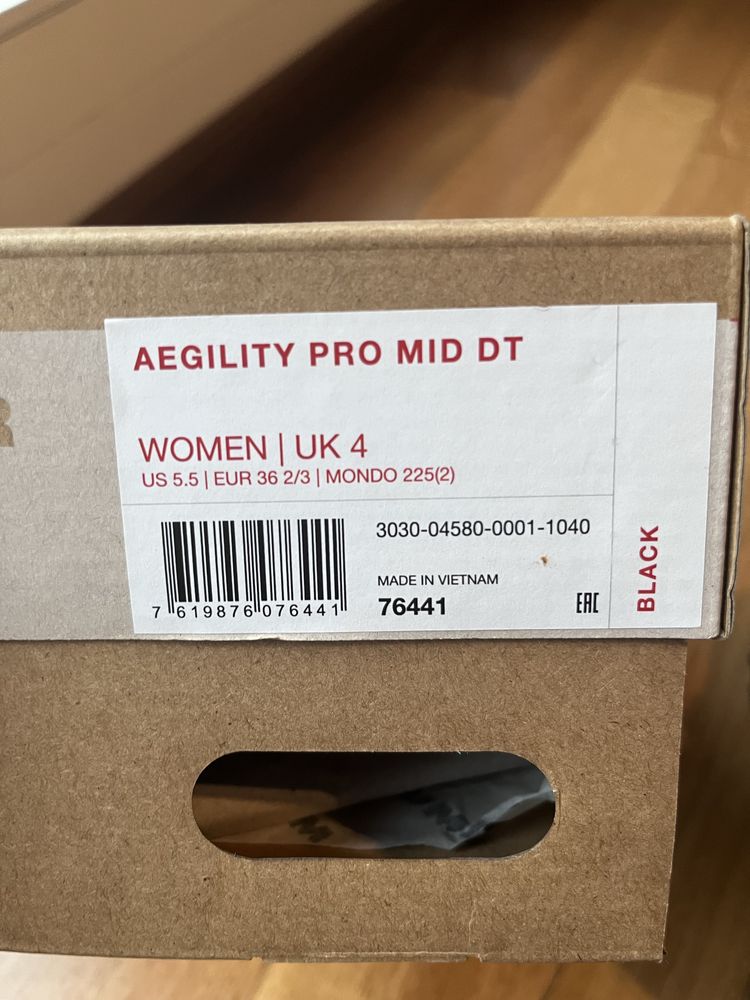 AEGILITY PRO MID DT
WOMEN | UK 4
US 5.5 | EUR 36 2/3 | MONDO 225(2)
3030-04580-0001-1040
MADE IN VIETNAM
76441
EAC
7 619876 076441
BLACK
R
M